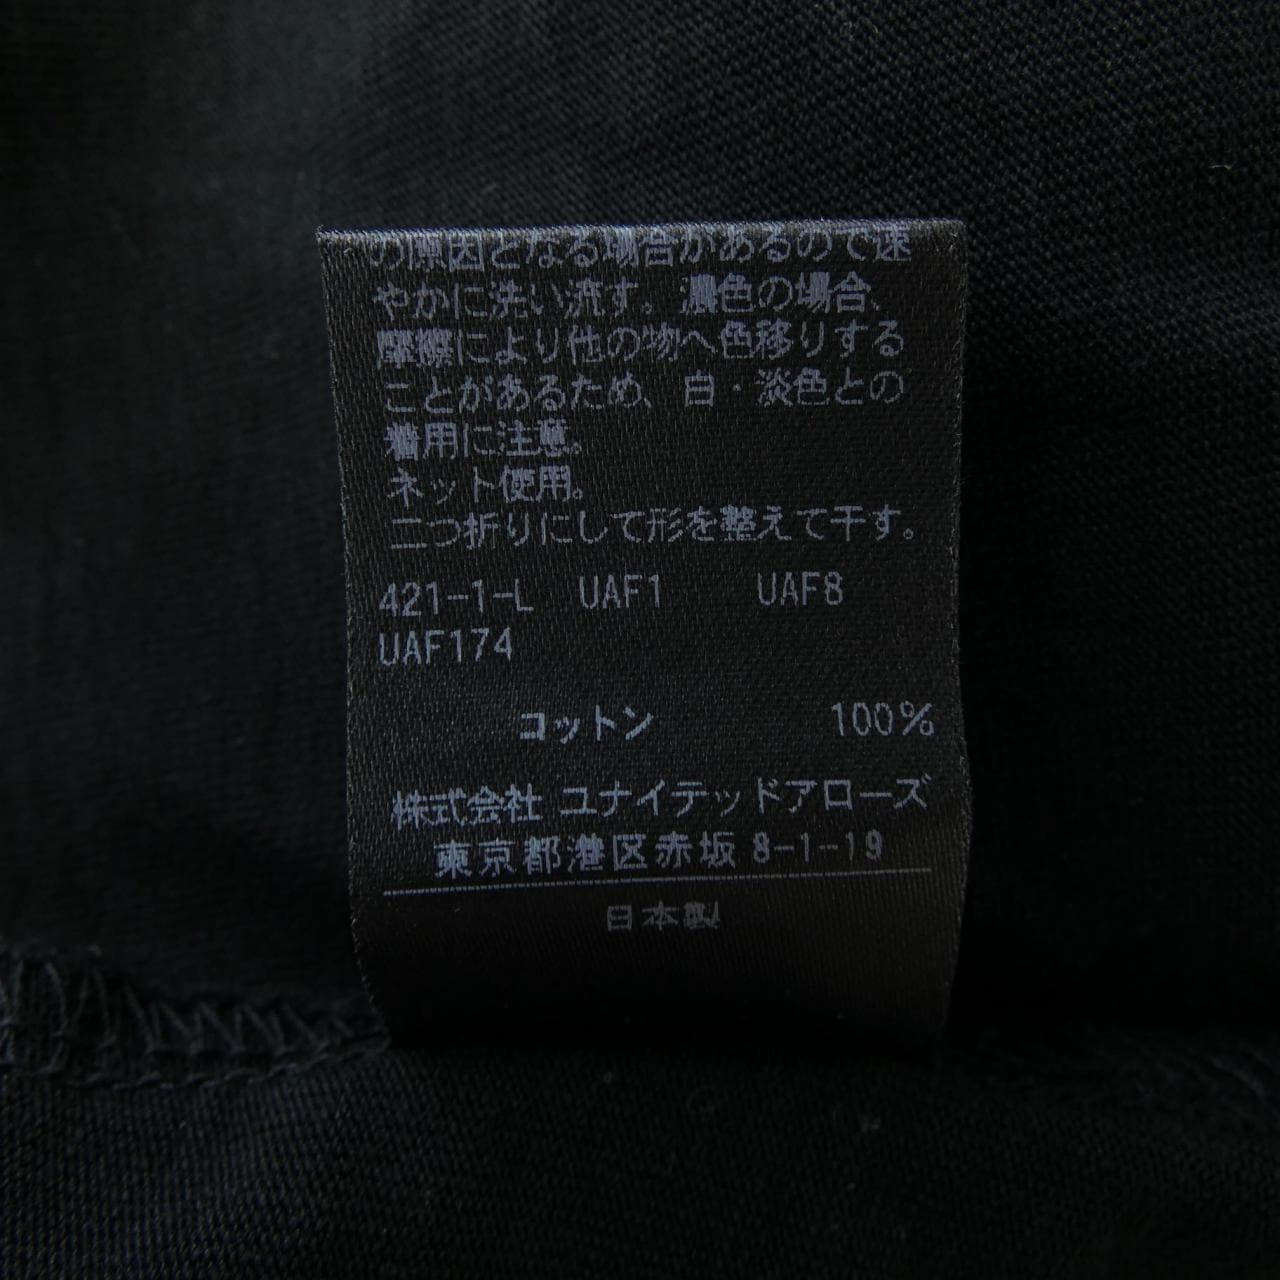 の原因となる場合があるので速
やかに洗い流す。濃色の場合、
摩擦により他の物へ色移りする
ことがあるため、白・淡色との
着用に注意。
ネット使用。
二つ折りにして形を整えて干す。
421-1-L UAF1 UAF8
UAF174
コットン 100%
株式会社 ユナイテッドアローズ
東京都港区赤坂 8-1-19
日本製